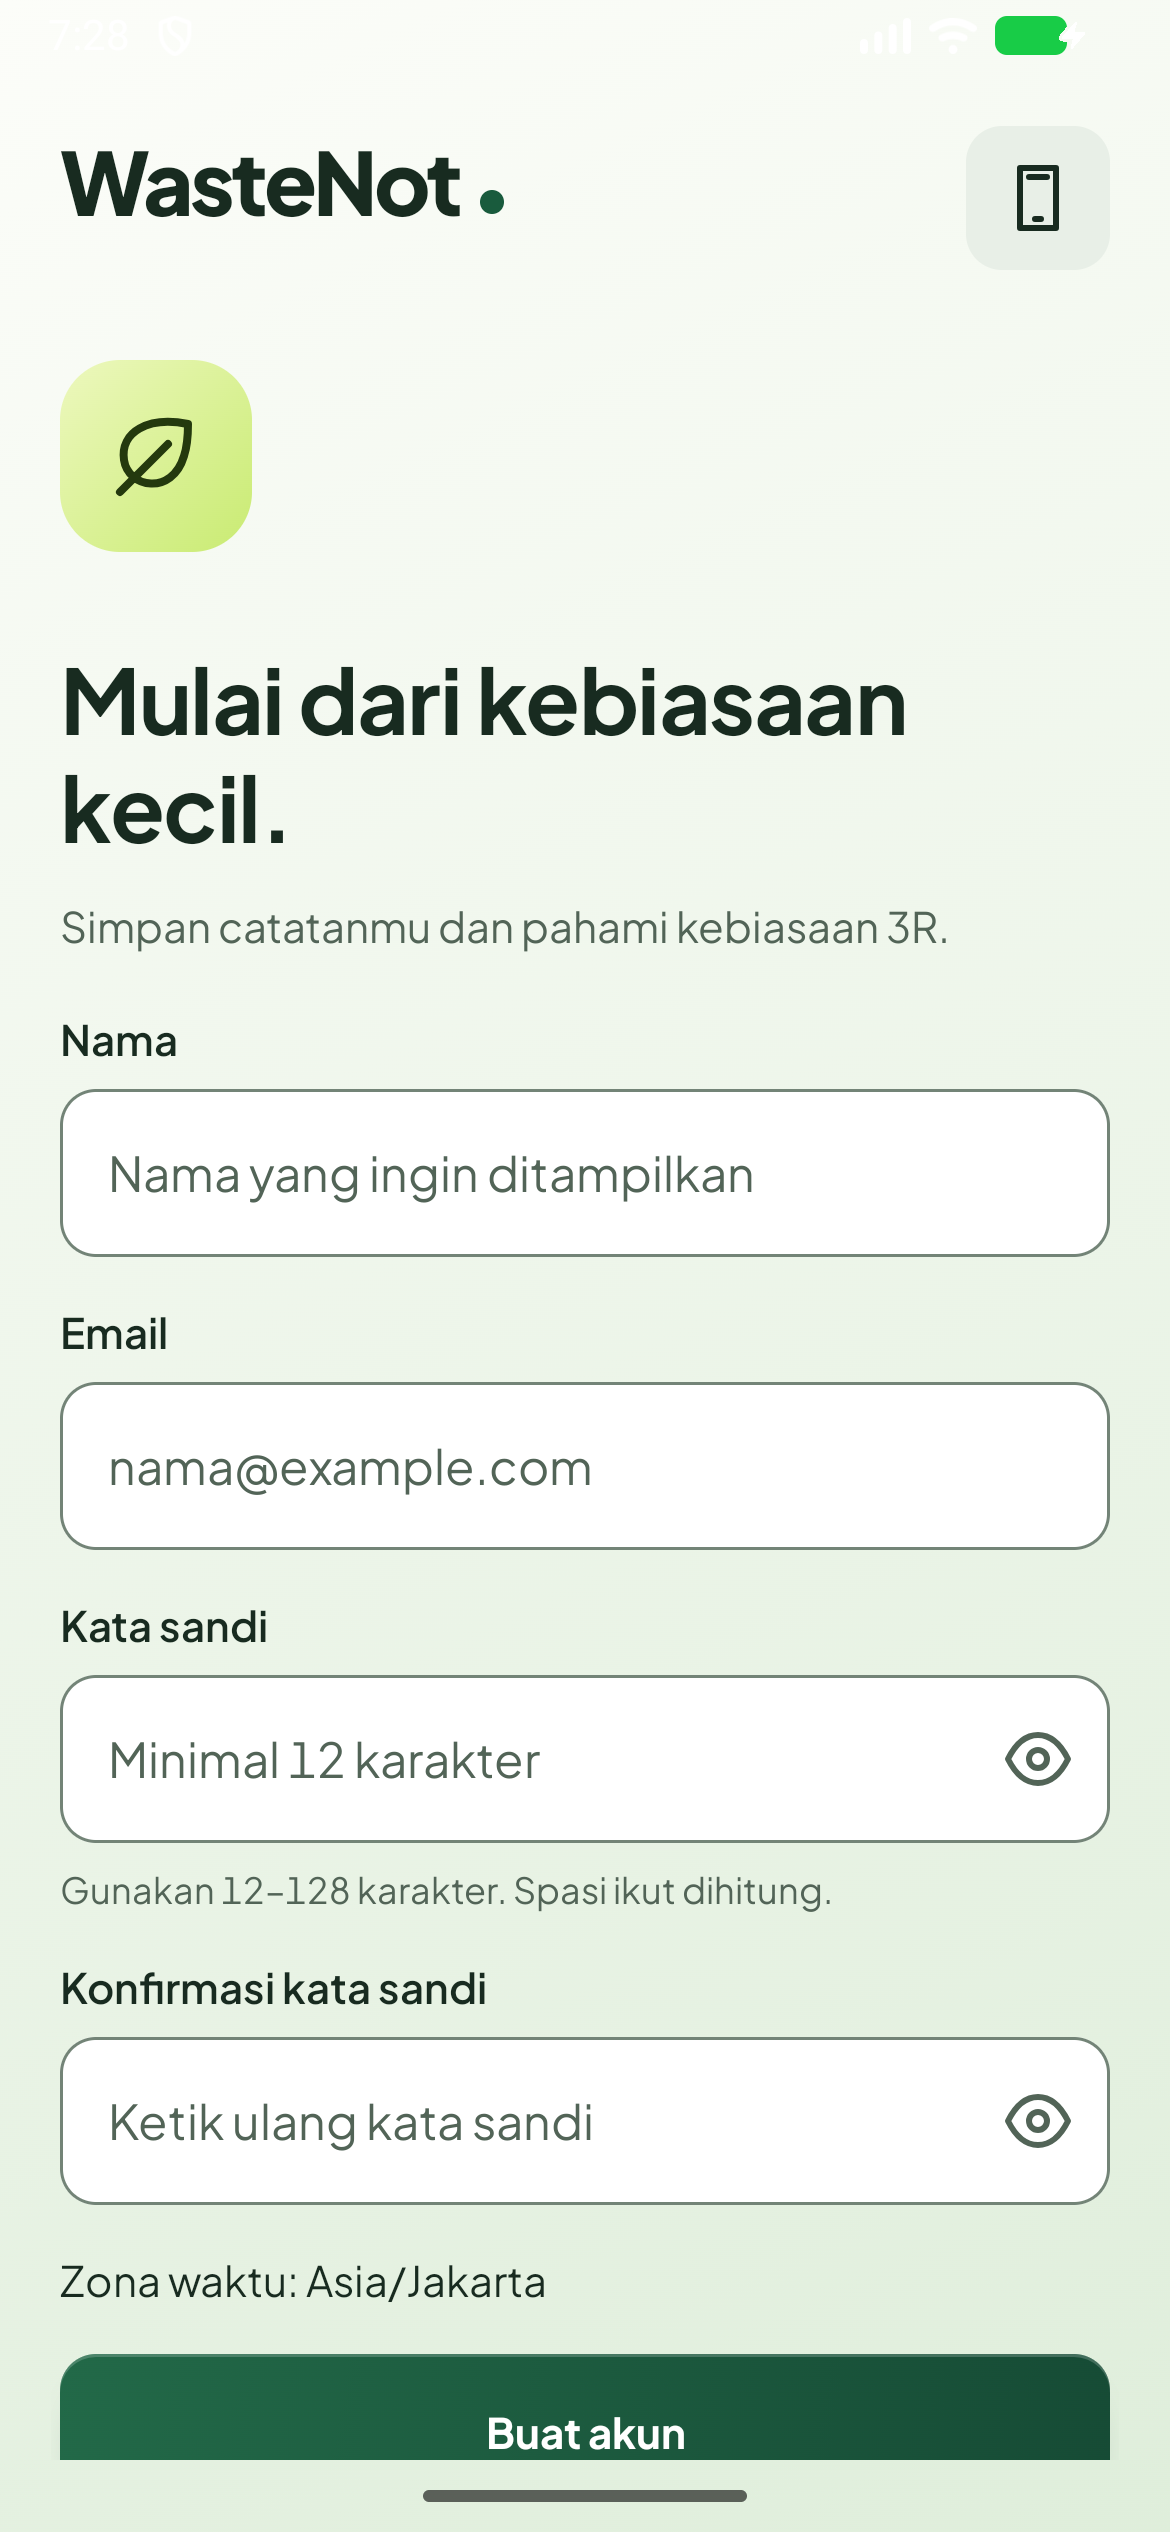 7:28
WasteNot
Mulai dari kebiasaan
kecil.
Simpan catatanmu dan pahami kebiasaan 3R.
Nama
Nama yang ingin ditampilkan
Email
nama@example.com
Kata sandi
Minimal 12 karakter
Gunakan 12–128 karakter. Spasi ikut dihitung.
Konfirmasi kata sandi
Ketik ulang kata sandi
Zona waktu: Asia/Jakarta
Buat akun